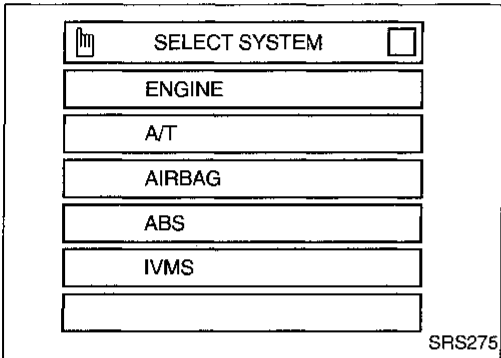 SELECT SYSTEM
ENGINE
A/T
AIRBAG
ABS
IVMS
SRS275